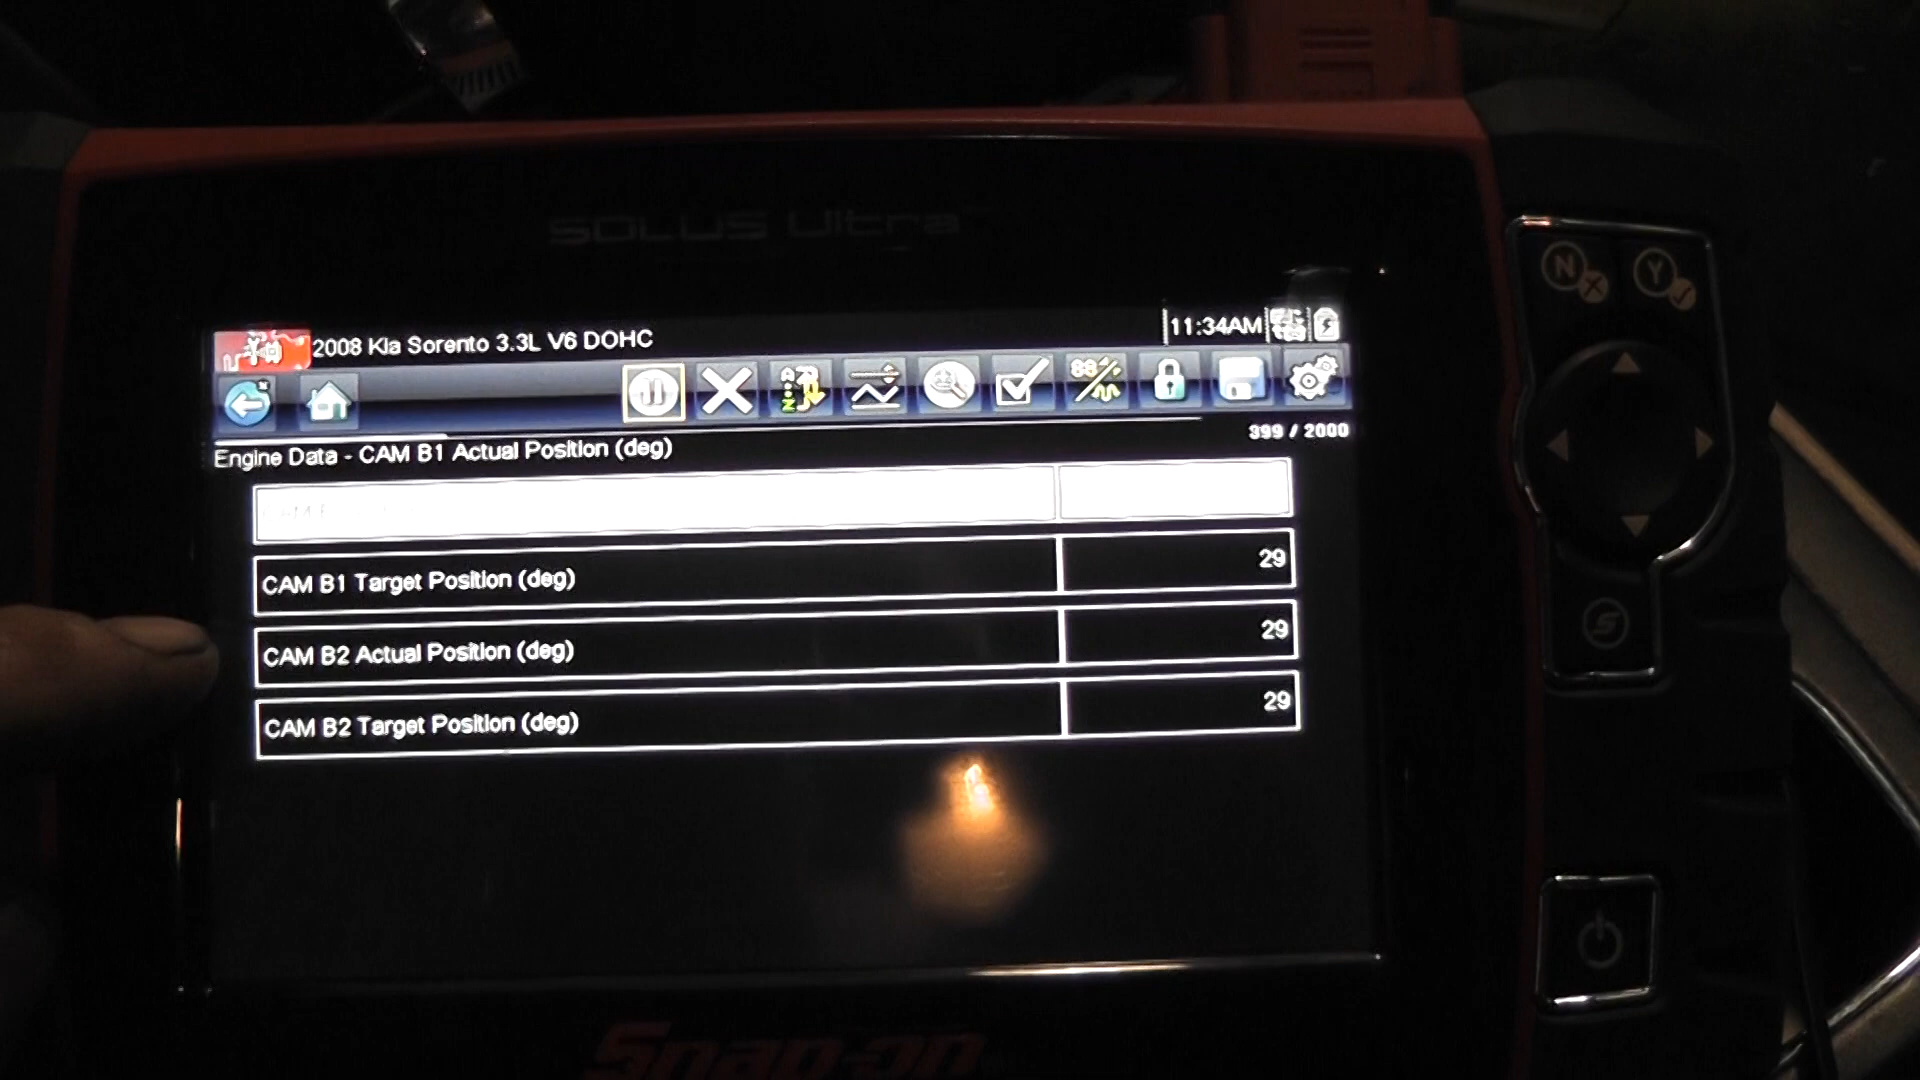 SOLUS Ultra
2008 Kia Sorento 3.3L V6 DOHC
11:34AM
399 / 2000
Engine Data - CAM B1 Actual Position (deg)
CAM B1 Target Position (deg) 29
CAM B2 Actual Position (deg) 29
CAM B2 Target Position (deg) 29
N
Y
S
Snap-on